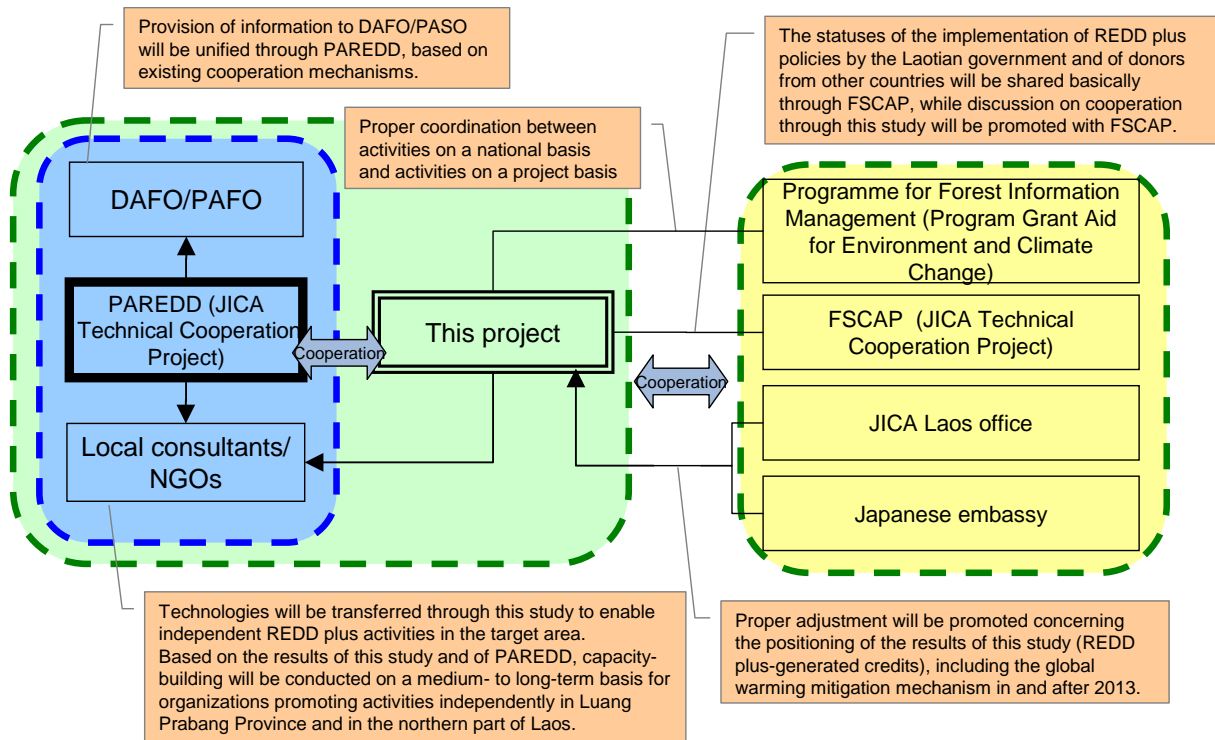 Provision of information to DAFO/PASO
will be unified through PAREDD, based on
existing cooperation mechanisms.
The statuses of the implementation of REDD plus
policies by the Laotian government and of donors
from other countries will be shared basically
through FSCAP, while discussion on cooperation
through this study will be promoted with FSCAP.
Proper coordination between
activities on a national basis
and activities on a project basis
DAFO/PAFO
PAREDD (JICA
Technical Cooperation
Project)
Local consultants/
NGOs
Cooperation
This project
Cooperation
Programme for Forest Information
Management (Program Grant Aid
for Environment and Climate
Change)
FSCAP (JICA Technical
Cooperation Project)
JICA Laos office
Japanese embassy
Technologies will be transferred through this study to enable
independent REDD plus activities in the target area.
Based on the results of this study and of PAREDD, capacity-
building will be conducted on a medium- to long-term basis for
organizations promoting activities independently in Luang
Prabang Province and in the northern part of Laos.
Proper adjustment will be promoted concerning
the positioning of the results of this study (REDD
plus-generated credits), including the global
warming mitigation mechanism in and after 2013.